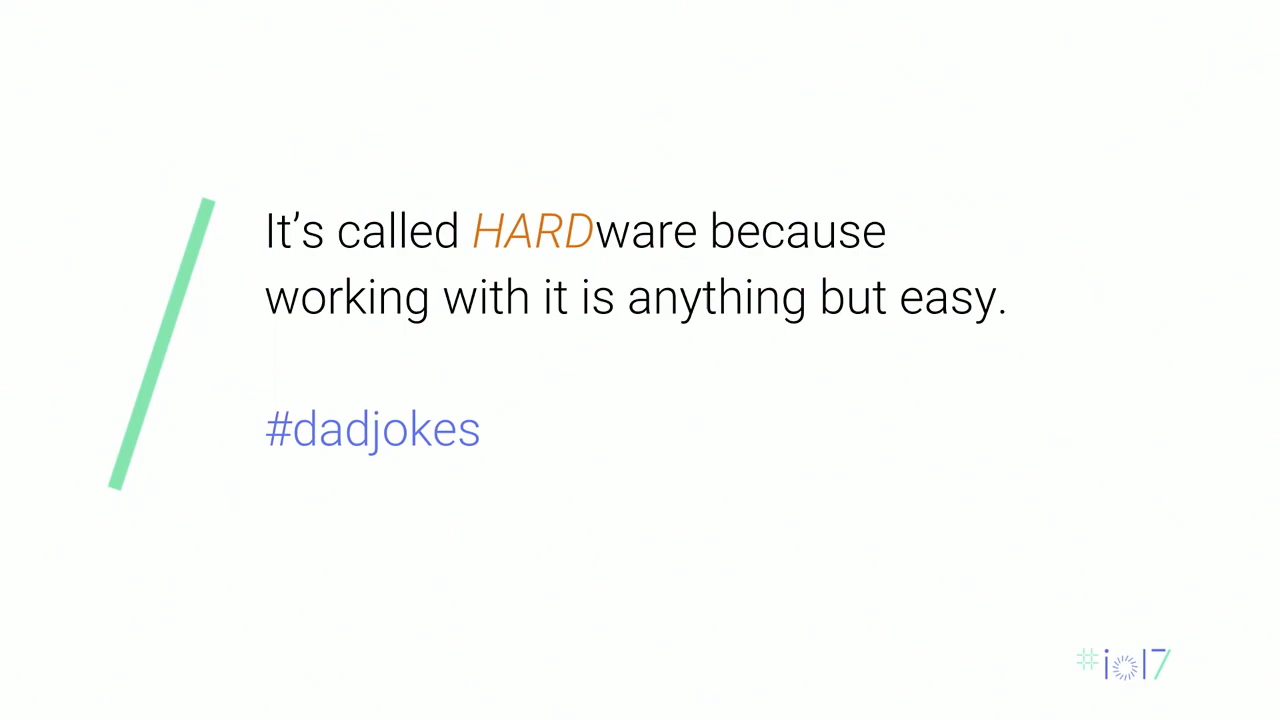 It’s called HARDware because
working with it is anything but easy.
#dadjokes
#io17